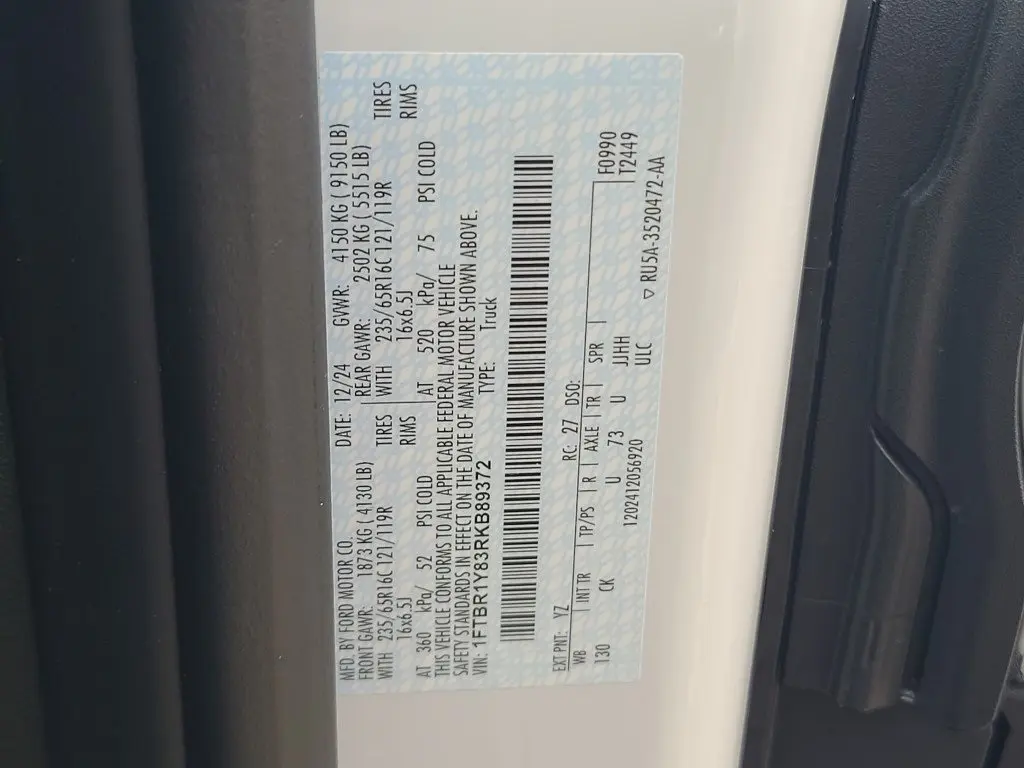 MFD. BY FORD MOTOR CO. DATE: 12/24 GVWR: 4150 KG ( 9150 LB)
FRONT GAWR: 1873 KG ( 4130 LB) REAR GAWR: 2502 KG ( 5515 LB)
WITH 235/65R16C 121/119R TIRES WITH 235/65R16C 121/119R TIRES
16x6.5J RIMS 16x6.5J RIMS
AT 360 kPa/ 52 PSI COLD AT 520 kPa/ 75 PSI COLD
THIS VEHICLE CONFORMS TO ALL APPLICABLE FEDERAL MOTOR VEHICLE
SAFETY STANDARDS IN EFFECT ON THE DATE OF MANUFACTURE SHOWN ABOVE.
VIN: 1FTBR1Y83RKB89372 TYPE: Truck
EXT PNT: YZ RC: 27 DSO:
WB INT TR TP/PS R AXLE TR SPR F0990
130 CK U 73 U JJHH T2449
1202412056920 ULC
▽ RU5A-3520472-AA